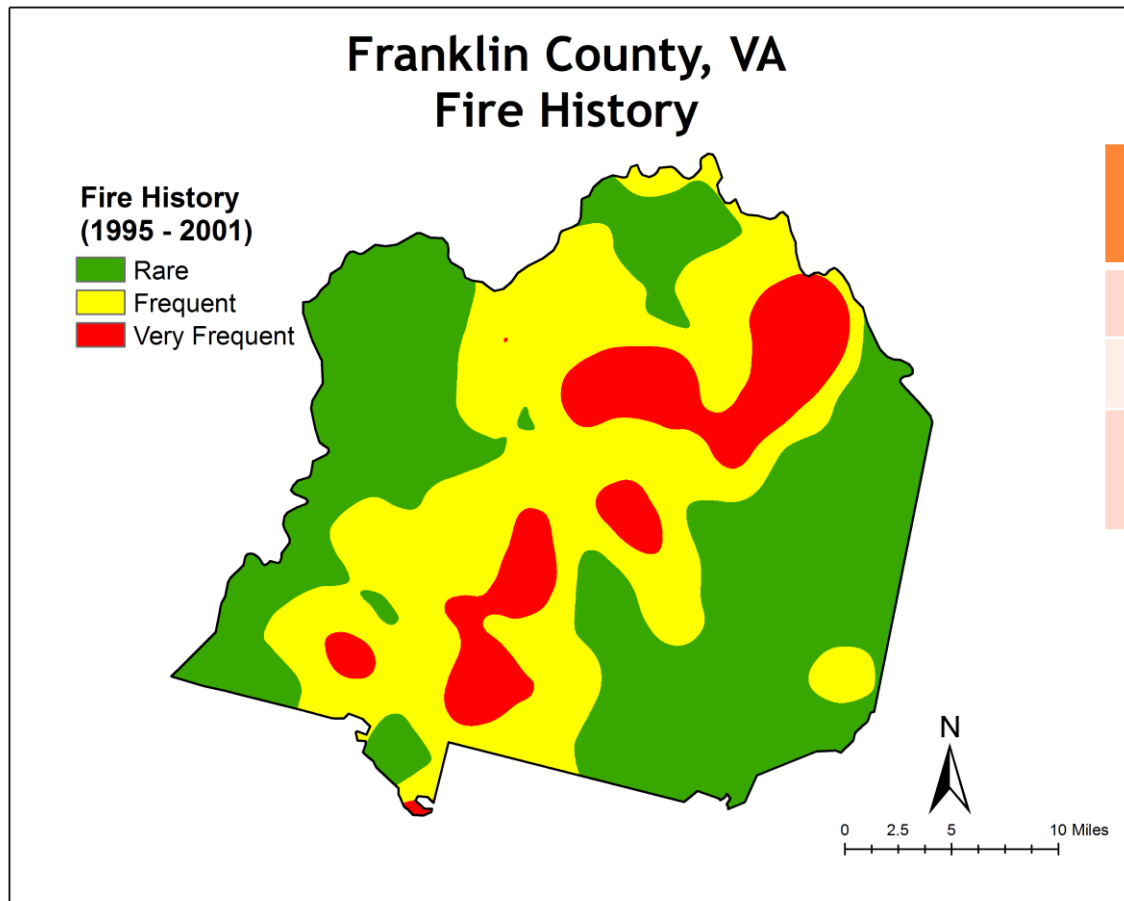 Franklin County, VA
Fire History
Fire History
(1995 - 2001)
Rare
Frequent
Very Frequent
N
0 2.5 5 10 Miles